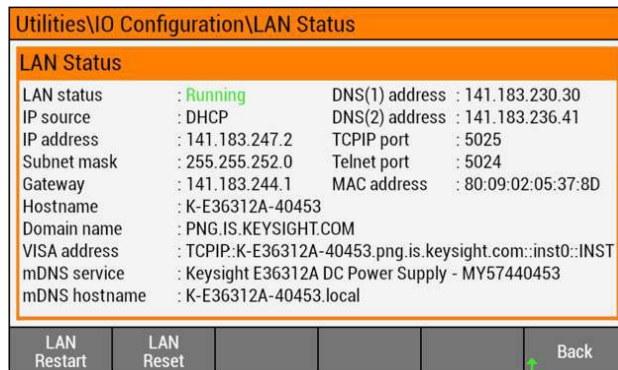 Utilities\IO Configuration\LAN Status
LAN Status
LAN status : Running DNS(1) address : 141.183.230.30
IP source : DHCP DNS(2) address : 141.183.236.41
IP address : 141.183.247.2 TCPIP port : 5025
Subnet mask : 255.255.252.0 Telnet port : 5024
Gateway : 141.183.244.1 MAC address : 80:09:02:05:37:8D
Hostname : K-E36312A-40453
Domain name : PNG.IS.KEYSIGHT.COM
VISA address : TCPIP::K-E36312A-40453.png.is.keysight.com::inst0::INST
mDNS service : Keysight E36312A DC Power Supply - MY57440453
mDNS hostname : K-E36312A-40453.local
LAN Restart LAN Reset Back